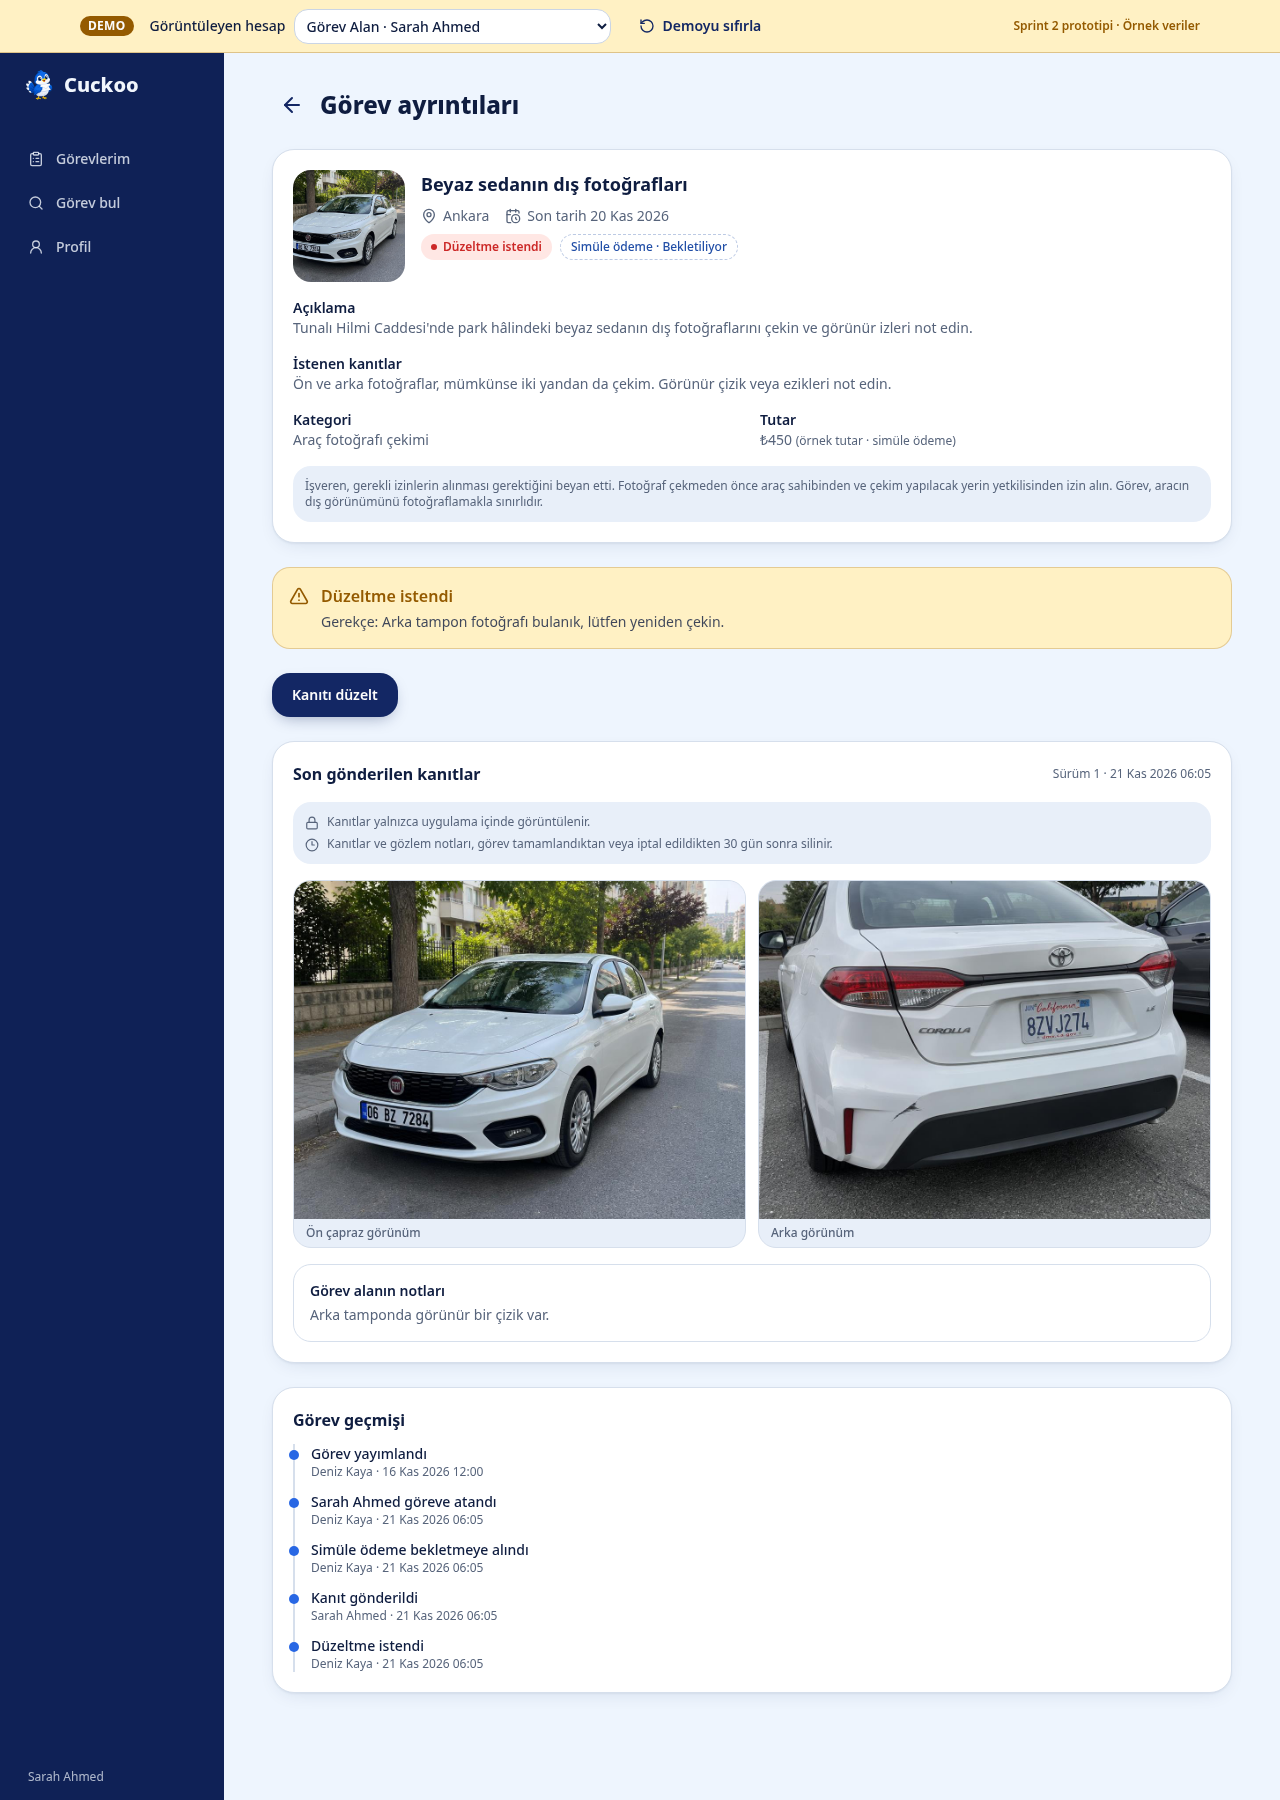 DEMO Görüntüleyen hesap Görev Alan · Sarah Ahmed Demoyu sıfırla Sprint 2 prototipi · Örnek veriler
Cuckoo
Görevlerim
Görev bul
Profil
Görev ayrıntıları
Beyaz sedanın dış fotoğrafları
Ankara Son tarih 20 Kas 2026
Düzeltme istendi Simüle ödeme · Bekletiliyor
Açıklama
Tunalı Hilmi Caddesi'nde park hâlindeki beyaz sedanın dış fotoğraflarını çekin ve görünür izleri not edin.
İstenen kanıtlar
Ön ve arka fotoğraflar, mümkünse iki yandan da çekim. Görünür çizik veya ezikleri not edin.
Kategori Tutar
Araç fotoğrafı çekimi ₺450 (örnek tutar · simüle ödeme)
İşveren, gerekli izinlerin alınması gerektiğini beyan etti. Fotoğraf çekmeden önce araç sahibinden ve çekim yapılacak yerin yetkilisinden izin alın. Görev, aracın
dış görünümünü fotoğraflamakla sınırlıdır.
Düzeltme istendi
Gerekçe: Arka tampon fotoğrafı bulanık, lütfen yeniden çekin.
Kanıtı düzelt
Son gönderilen kanıtlar Sürüm 1 · 21 Kas 2026 06:05
Kanıtlar yalnızca uygulama içinde görüntülenir.
Kanıtlar ve gözlem notları, görev tamamlandıktan veya iptal edildikten 30 gün sonra silinir.
06 BZ 7284
California
8ZVJ274
COROLLA
LE
Ön çapraz görünüm
Arka görünüm
Görev alanın notları
Arka tamponda görünür bir çizik var.
Görev geçmişi
Görev yayımlandı
Deniz Kaya · 16 Kas 2026 12:00
Sarah Ahmed göreve atandı
Deniz Kaya · 21 Kas 2026 06:05
Simüle ödeme bekletmeye alındı
Deniz Kaya · 21 Kas 2026 06:05
Kanıt gönderildi
Sarah Ahmed · 21 Kas 2026 06:05
Düzeltme istendi
Deniz Kaya · 21 Kas 2026 06:05
Sarah Ahmed